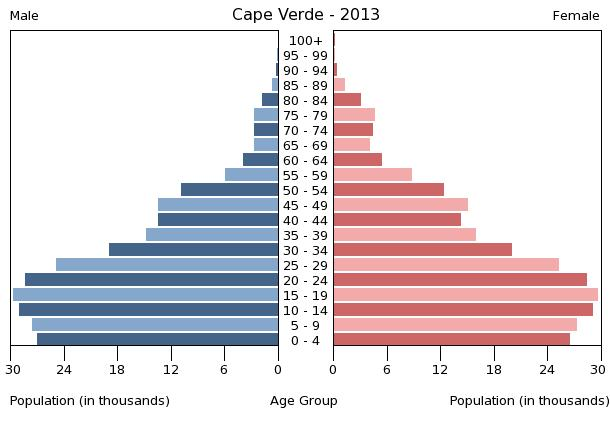 Cape Verde - 2013
Male
Female
100+
95 - 99
90 - 94
85 - 89
80 - 84
75 - 79
70 - 74
65 - 69
60 - 64
55 - 59
50 - 54
45 - 49
40 - 44
35 - 39
30 - 34
25 - 29
20 - 24
15 - 19
10 - 14
5 - 9
0 - 4
30 24 18 12 6 0 0 6 12 18 24 30
Population (in thousands) Age Group Population (in thousands)